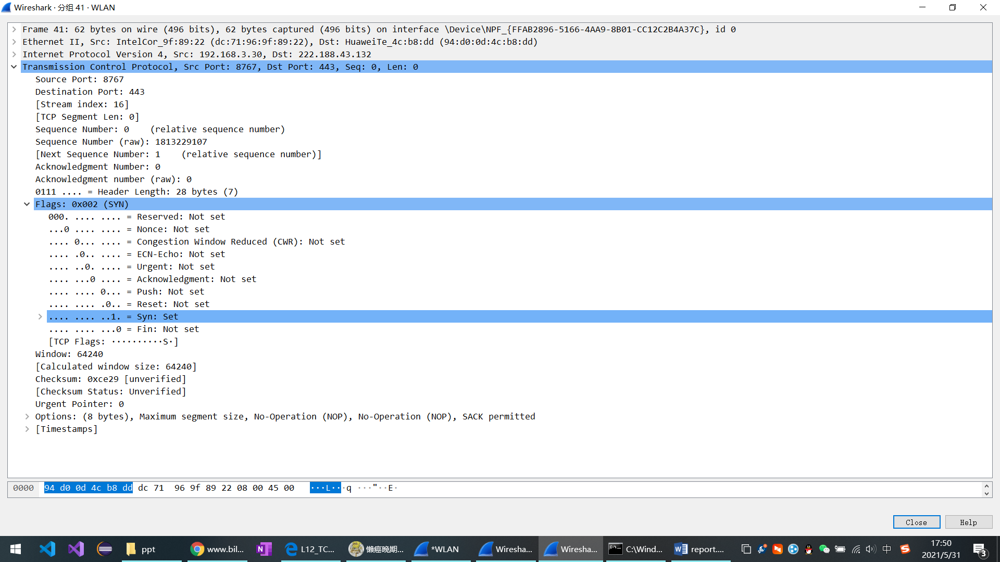 Wireshark · 分组 41 · WLAN
Frame 41: 62 bytes on wire (496 bits), 62 bytes captured (496 bits) on interface \Device\NPF_{FFAB2896-5166-4AA9-8B01-CC12C2B4A37C}, id 0
Ethernet II, Src: IntelCor_9f:89:22 (dc:71:96:9f:89:22), Dst: HuaweiTe_4c:b8:dd (94:d0:0d:4c:b8:dd)
Internet Protocol Version 4, Src: 192.168.3.30, Dst: 222.188.43.132
Transmission Control Protocol, Src Port: 8767, Dst Port: 443, Seq: 0, Len: 0
Source Port: 8767
Destination Port: 443
[Stream index: 16]
[TCP Segment Len: 0]
Sequence Number: 0    (relative sequence number)
Sequence Number (raw): 1813229107
[Next Sequence Number: 1    (relative sequence number)]
Acknowledgment Number: 0
Acknowledgment number (raw): 0
0111 .... = Header Length: 28 bytes (7)
Flags: 0x002 (SYN)
000. .... .... = Reserved: Not set
...0 .... .... = Nonce: Not set
.... 0... .... = Congestion Window Reduced (CWR): Not set
.... .0.. .... = ECN-Echo: Not set
.... ..0. .... = Urgent: Not set
.... ...0 .... = Acknowledgment: Not set
.... .... 0... = Push: Not set
.... .... .0.. = Reset: Not set
.... .... ..1. = Syn: Set
.... .... ...0 = Fin: Not set
[TCP Flags: ··········S·]
Window: 64240
[Calculated window size: 64240]
Checksum: 0xce29 [unverified]
[Checksum Status: Unverified]
Urgent Pointer: 0
Options: (8 bytes), Maximum segment size, No-Operation (NOP), No-Operation (NOP), SACK permitted
[Timestamps]
0000 94 d0 0d 4c b8 dd dc 71 96 9f 89 22 08 00 45 00 ···L···q ···"··E·
Close Help
ppt www.bil... L12_TC... 懒癌晚期... *WLAN Piresha... Wiresha... C:\Wind... report.... 中 17:50
2021/5/31 3